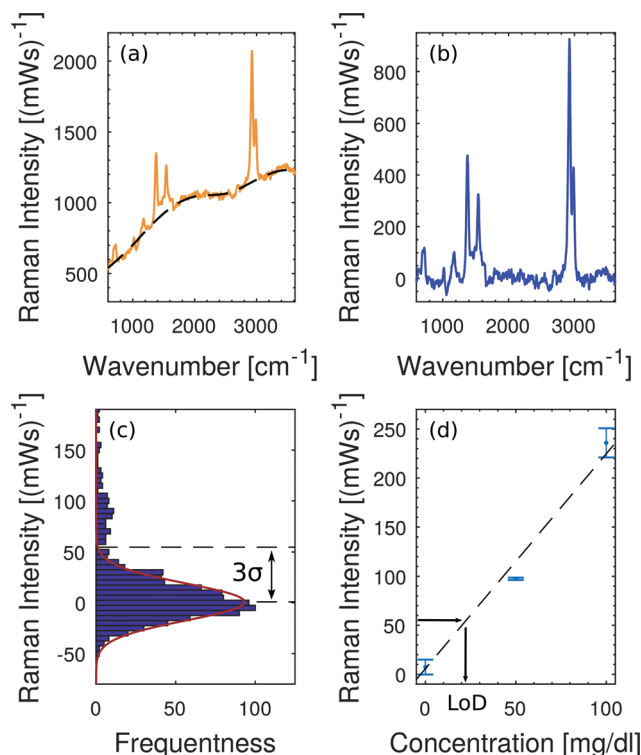 (a)
Raman Intensity [(mWs)⁻¹]
2000
1500
1000
500
1000 2000 3000
Wavenumber [cm⁻¹]
(b)
Raman Intensity [(mWs)⁻¹]
800
600
400
200
0
1000 2000 3000
Wavenumber [cm⁻¹]
(c)
Raman Intensity [(mWs)⁻¹]
150
100
50
0
-50
3σ
0 50 100
Frequentness
(d)
Raman Intensity [(mWs)⁻¹]
250
200
150
100
50
0
0 50 100
LoD
Concentration [mg/dl]